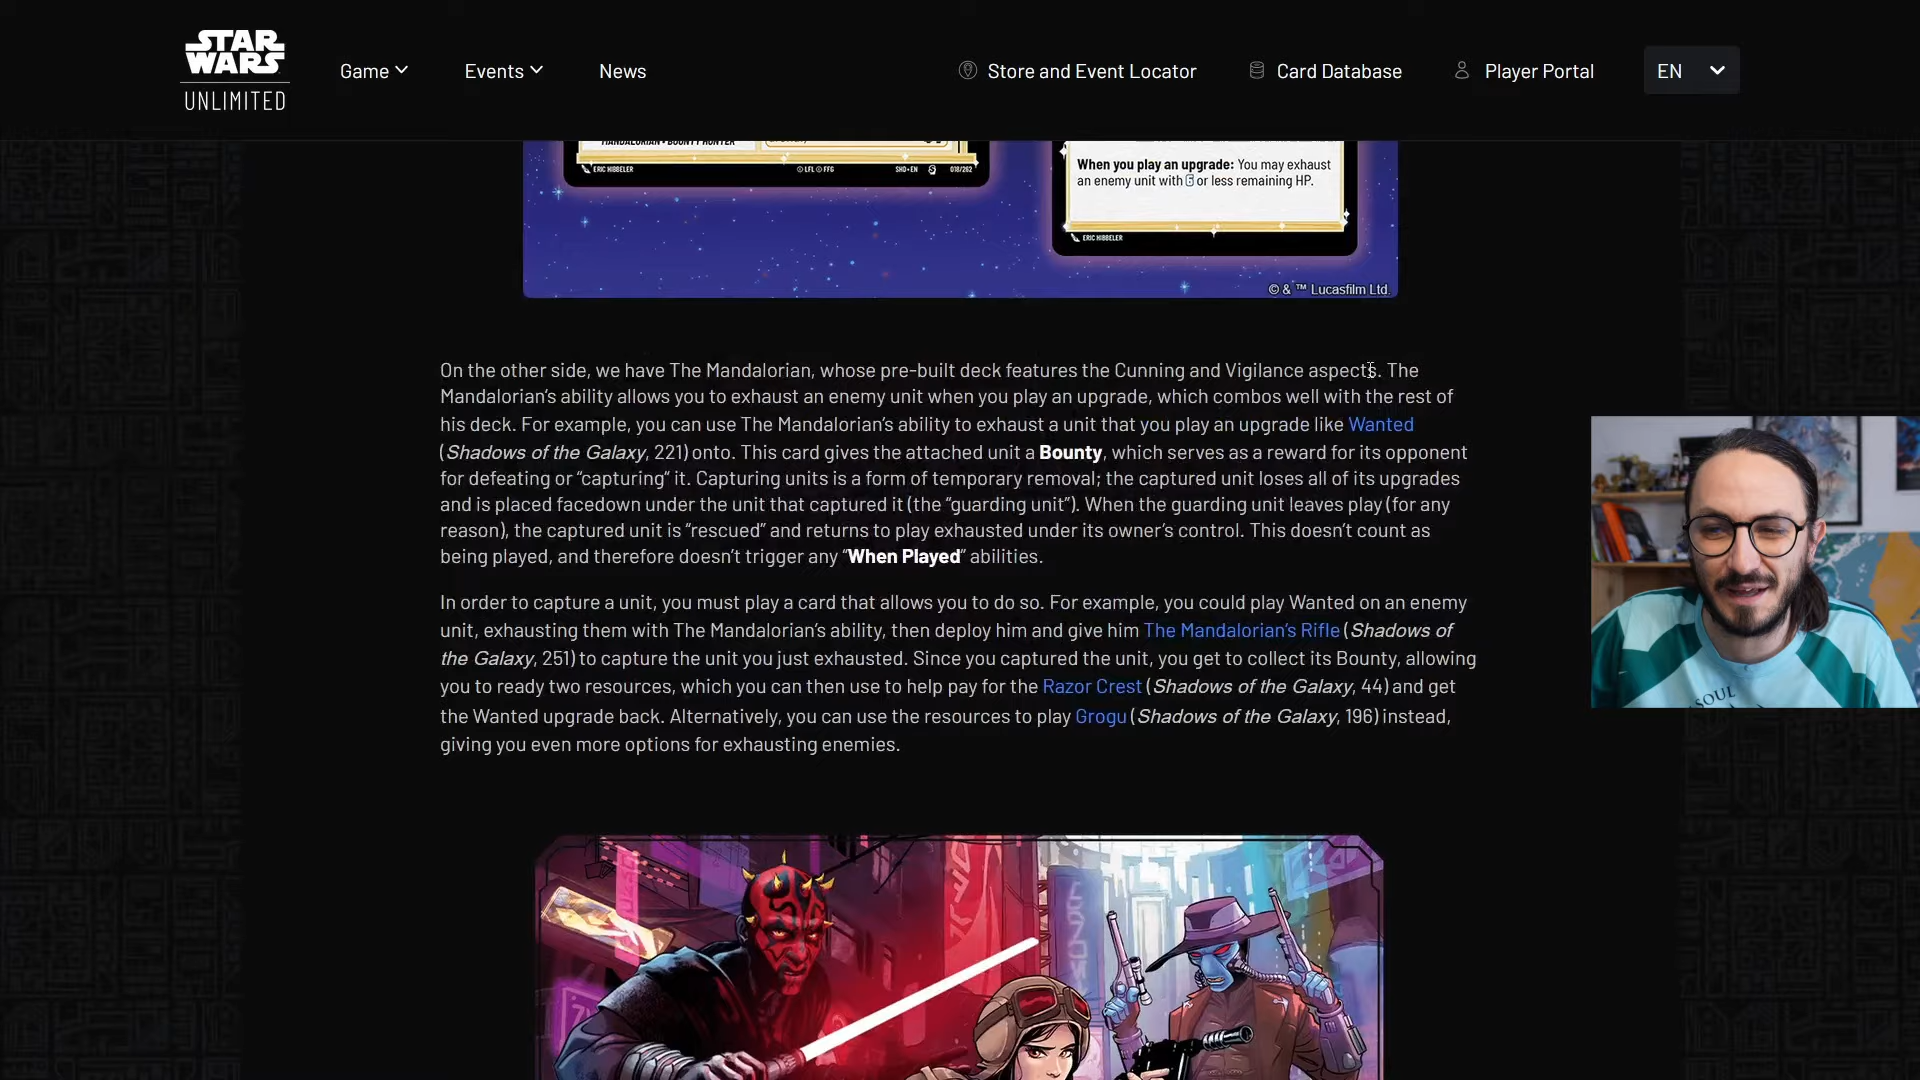 STAR WARS UNLIMITED
Game
Events
News
Store and Event Locator
Card Database
Player Portal
EN
MANDALORIAN • BOUNTY HUNTER
ERIC HIBBELER
© LFL © FFG
SHD•EN
018/262
When you play an upgrade: You may exhaust
an enemy unit with or less remaining HP.
ERIC HIBBELER
© & ™ Lucasfilm Ltd.
On the other side, we have The Mandalorian, whose pre-built deck features the Cunning and Vigilance aspects. The
Mandalorian’s ability allows you to exhaust an enemy unit when you play an upgrade, which combos well with the rest of
his deck. For example, you can use The Mandalorian’s ability to exhaust a unit that you play an upgrade like Wanted
(Shadows of the Galaxy, 221) onto. This card gives the attached unit a Bounty, which serves as a reward for its opponent
for defeating or “capturing” it. Capturing units is a form of temporary removal; the captured unit loses all of its upgrades
and is placed facedown under the unit that captured it (the “guarding unit”). When the guarding unit leaves play (for any
reason), the captured unit is “rescued” and returns to play exhausted under its owner’s control. This doesn’t count as
being played, and therefore doesn’t trigger any “When Played” abilities.
In order to capture a unit, you must play a card that allows you to do so. For example, you could play Wanted on an enemy
unit, exhausting them with The Mandalorian’s ability, then deploy him and give him The Mandalorian’s Rifle (Shadows of
the Galaxy, 251) to capture the unit you just exhausted. Since you captured the unit, you get to collect its Bounty, allowing
you to ready two resources, which you can then use to help pay for the Razor Crest (Shadows of the Galaxy, 44) and get
the Wanted upgrade back. Alternatively, you can use the resources to play Grogu (Shadows of the Galaxy, 196) instead,
giving you even more options for exhausting enemies.
SOUL